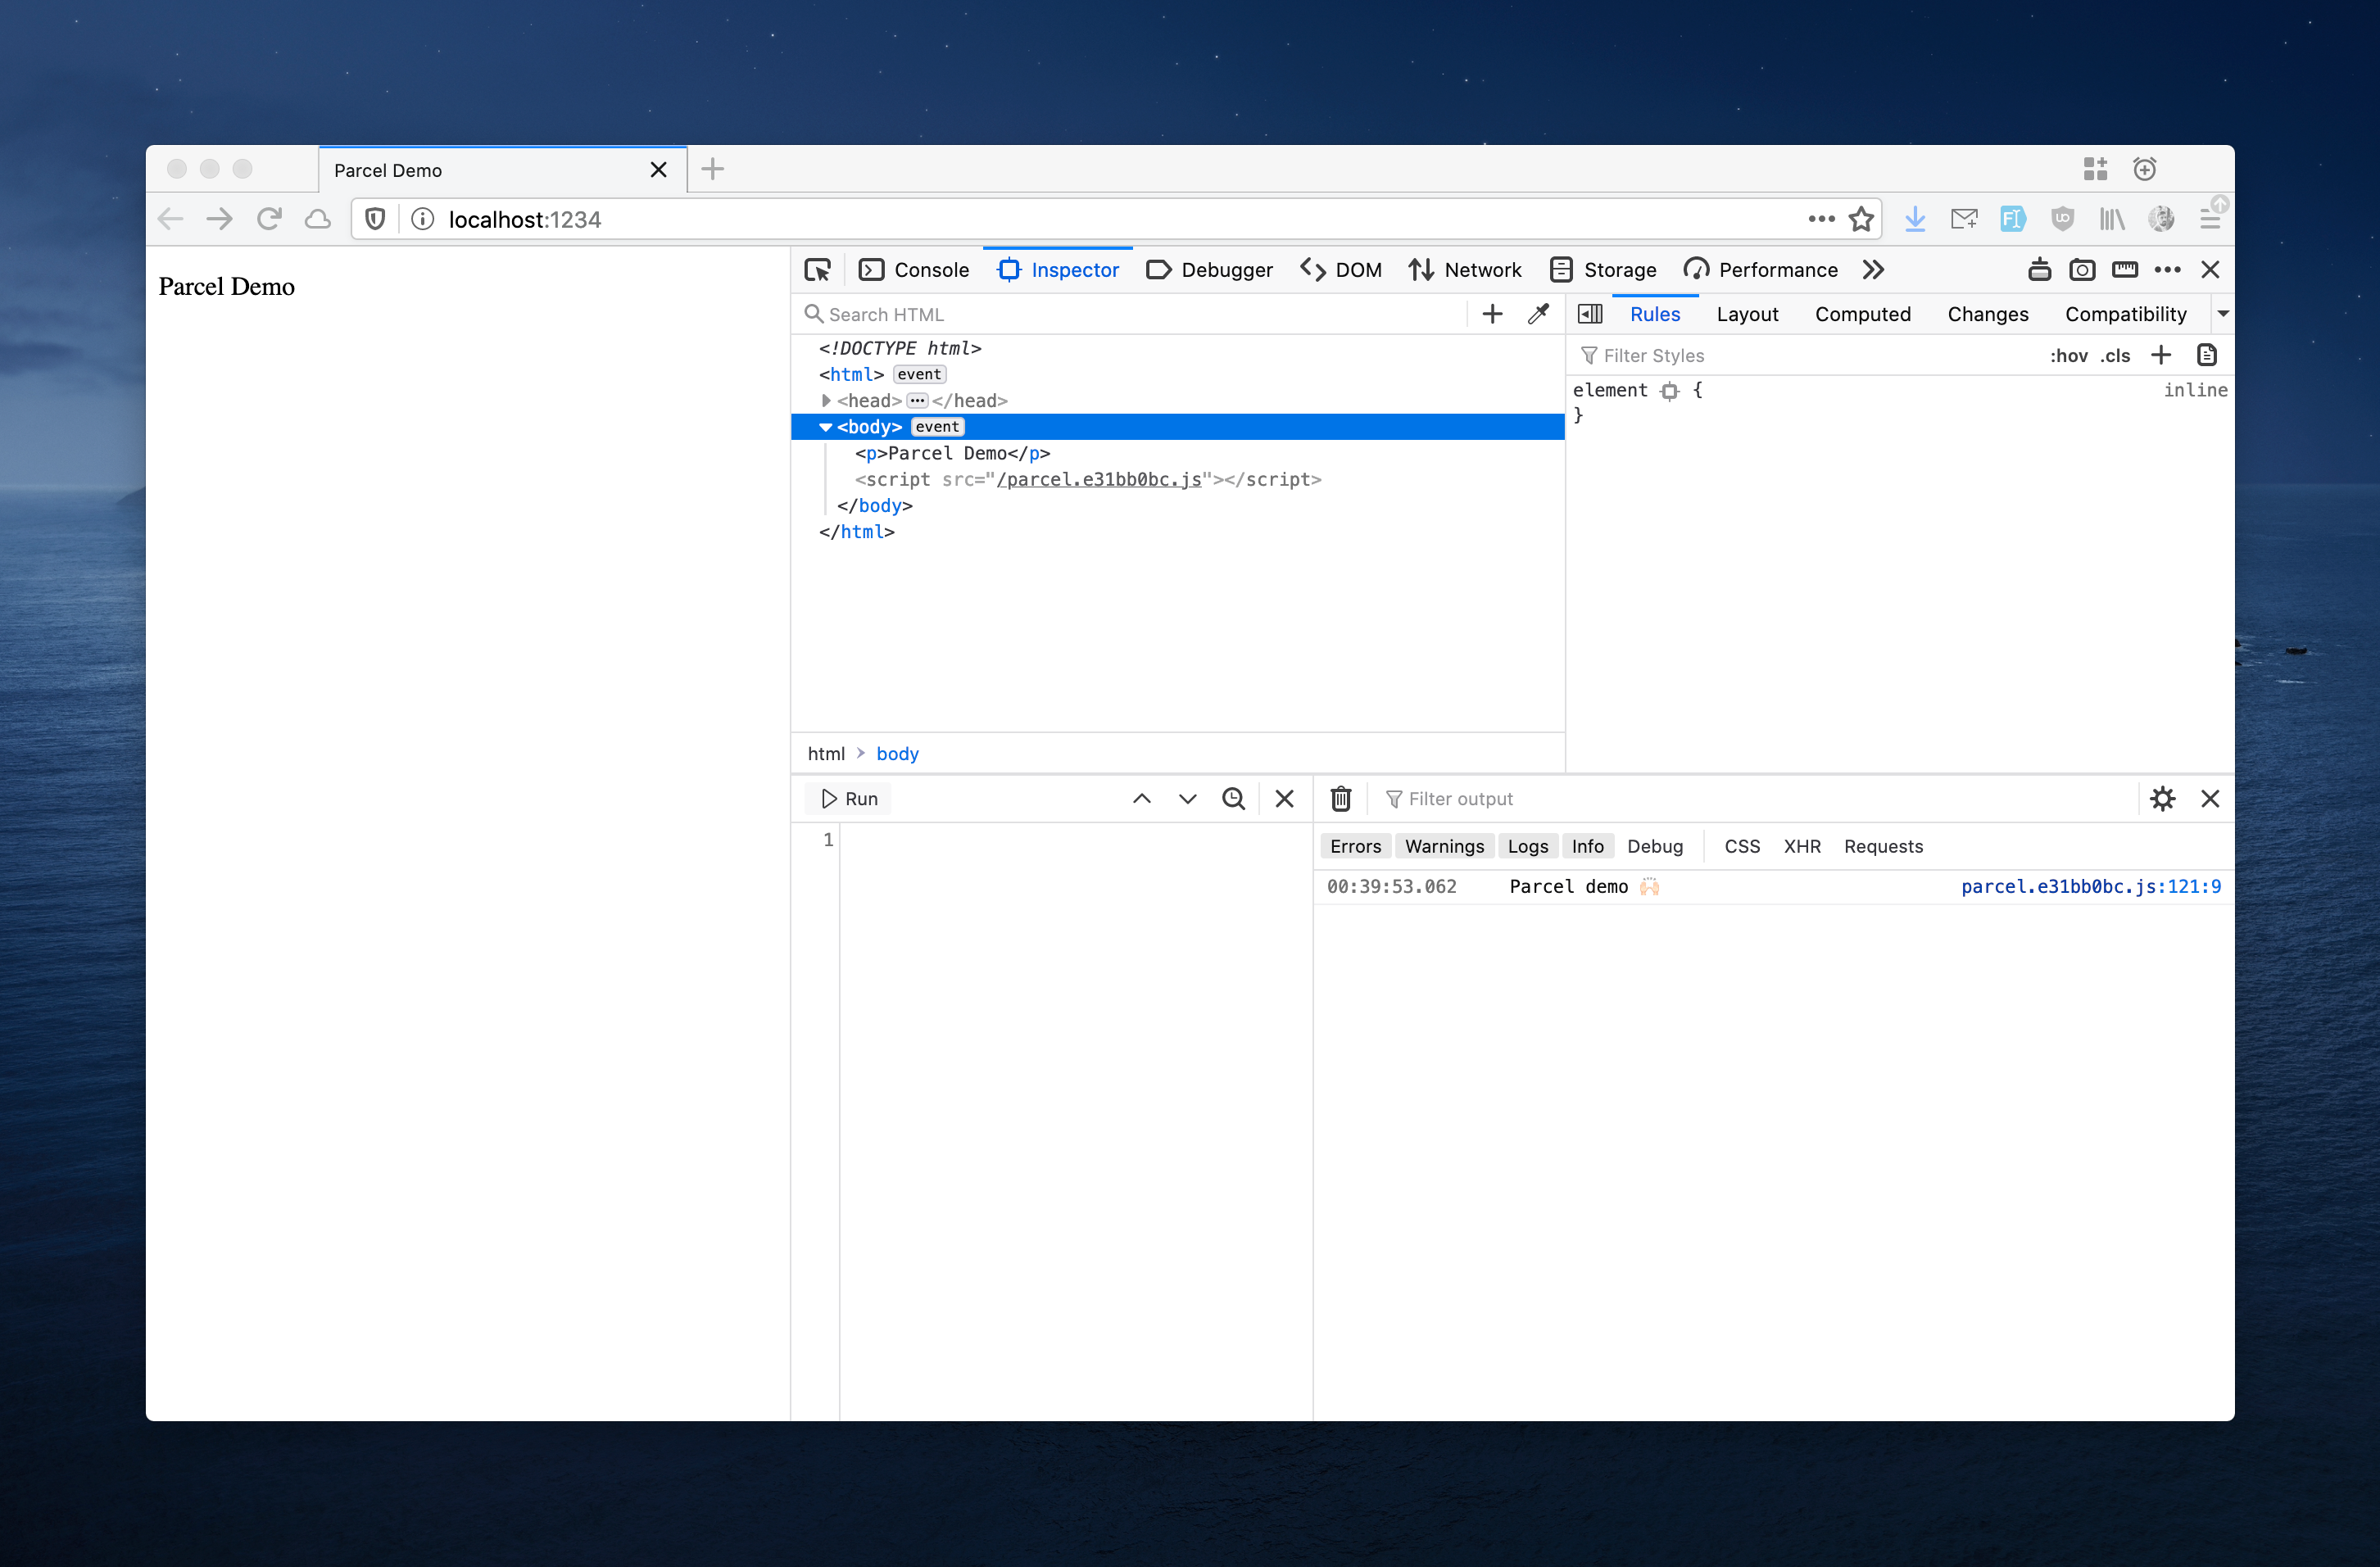 Parcel Demo
localhost:1234
Parcel Demo
Console Inspector Debugger DOM Network Storage Performance
Search HTML
<!DOCTYPE html>
<html> event
<head> ••• </head>
<body> event
<p>Parcel Demo</p>
<script src="/parcel.e31bb0bc.js"></script>
</body>
</html>
html > body
Rules Layout Computed Changes Compatibility
Filter Styles :hov .cls
element { inline
}
Run
1
Filter output
Errors Warnings Logs Info Debug CSS XHR Requests
00:39:53.062 Parcel demo 🙌🏻 parcel.e31bb0bc.js:121:9